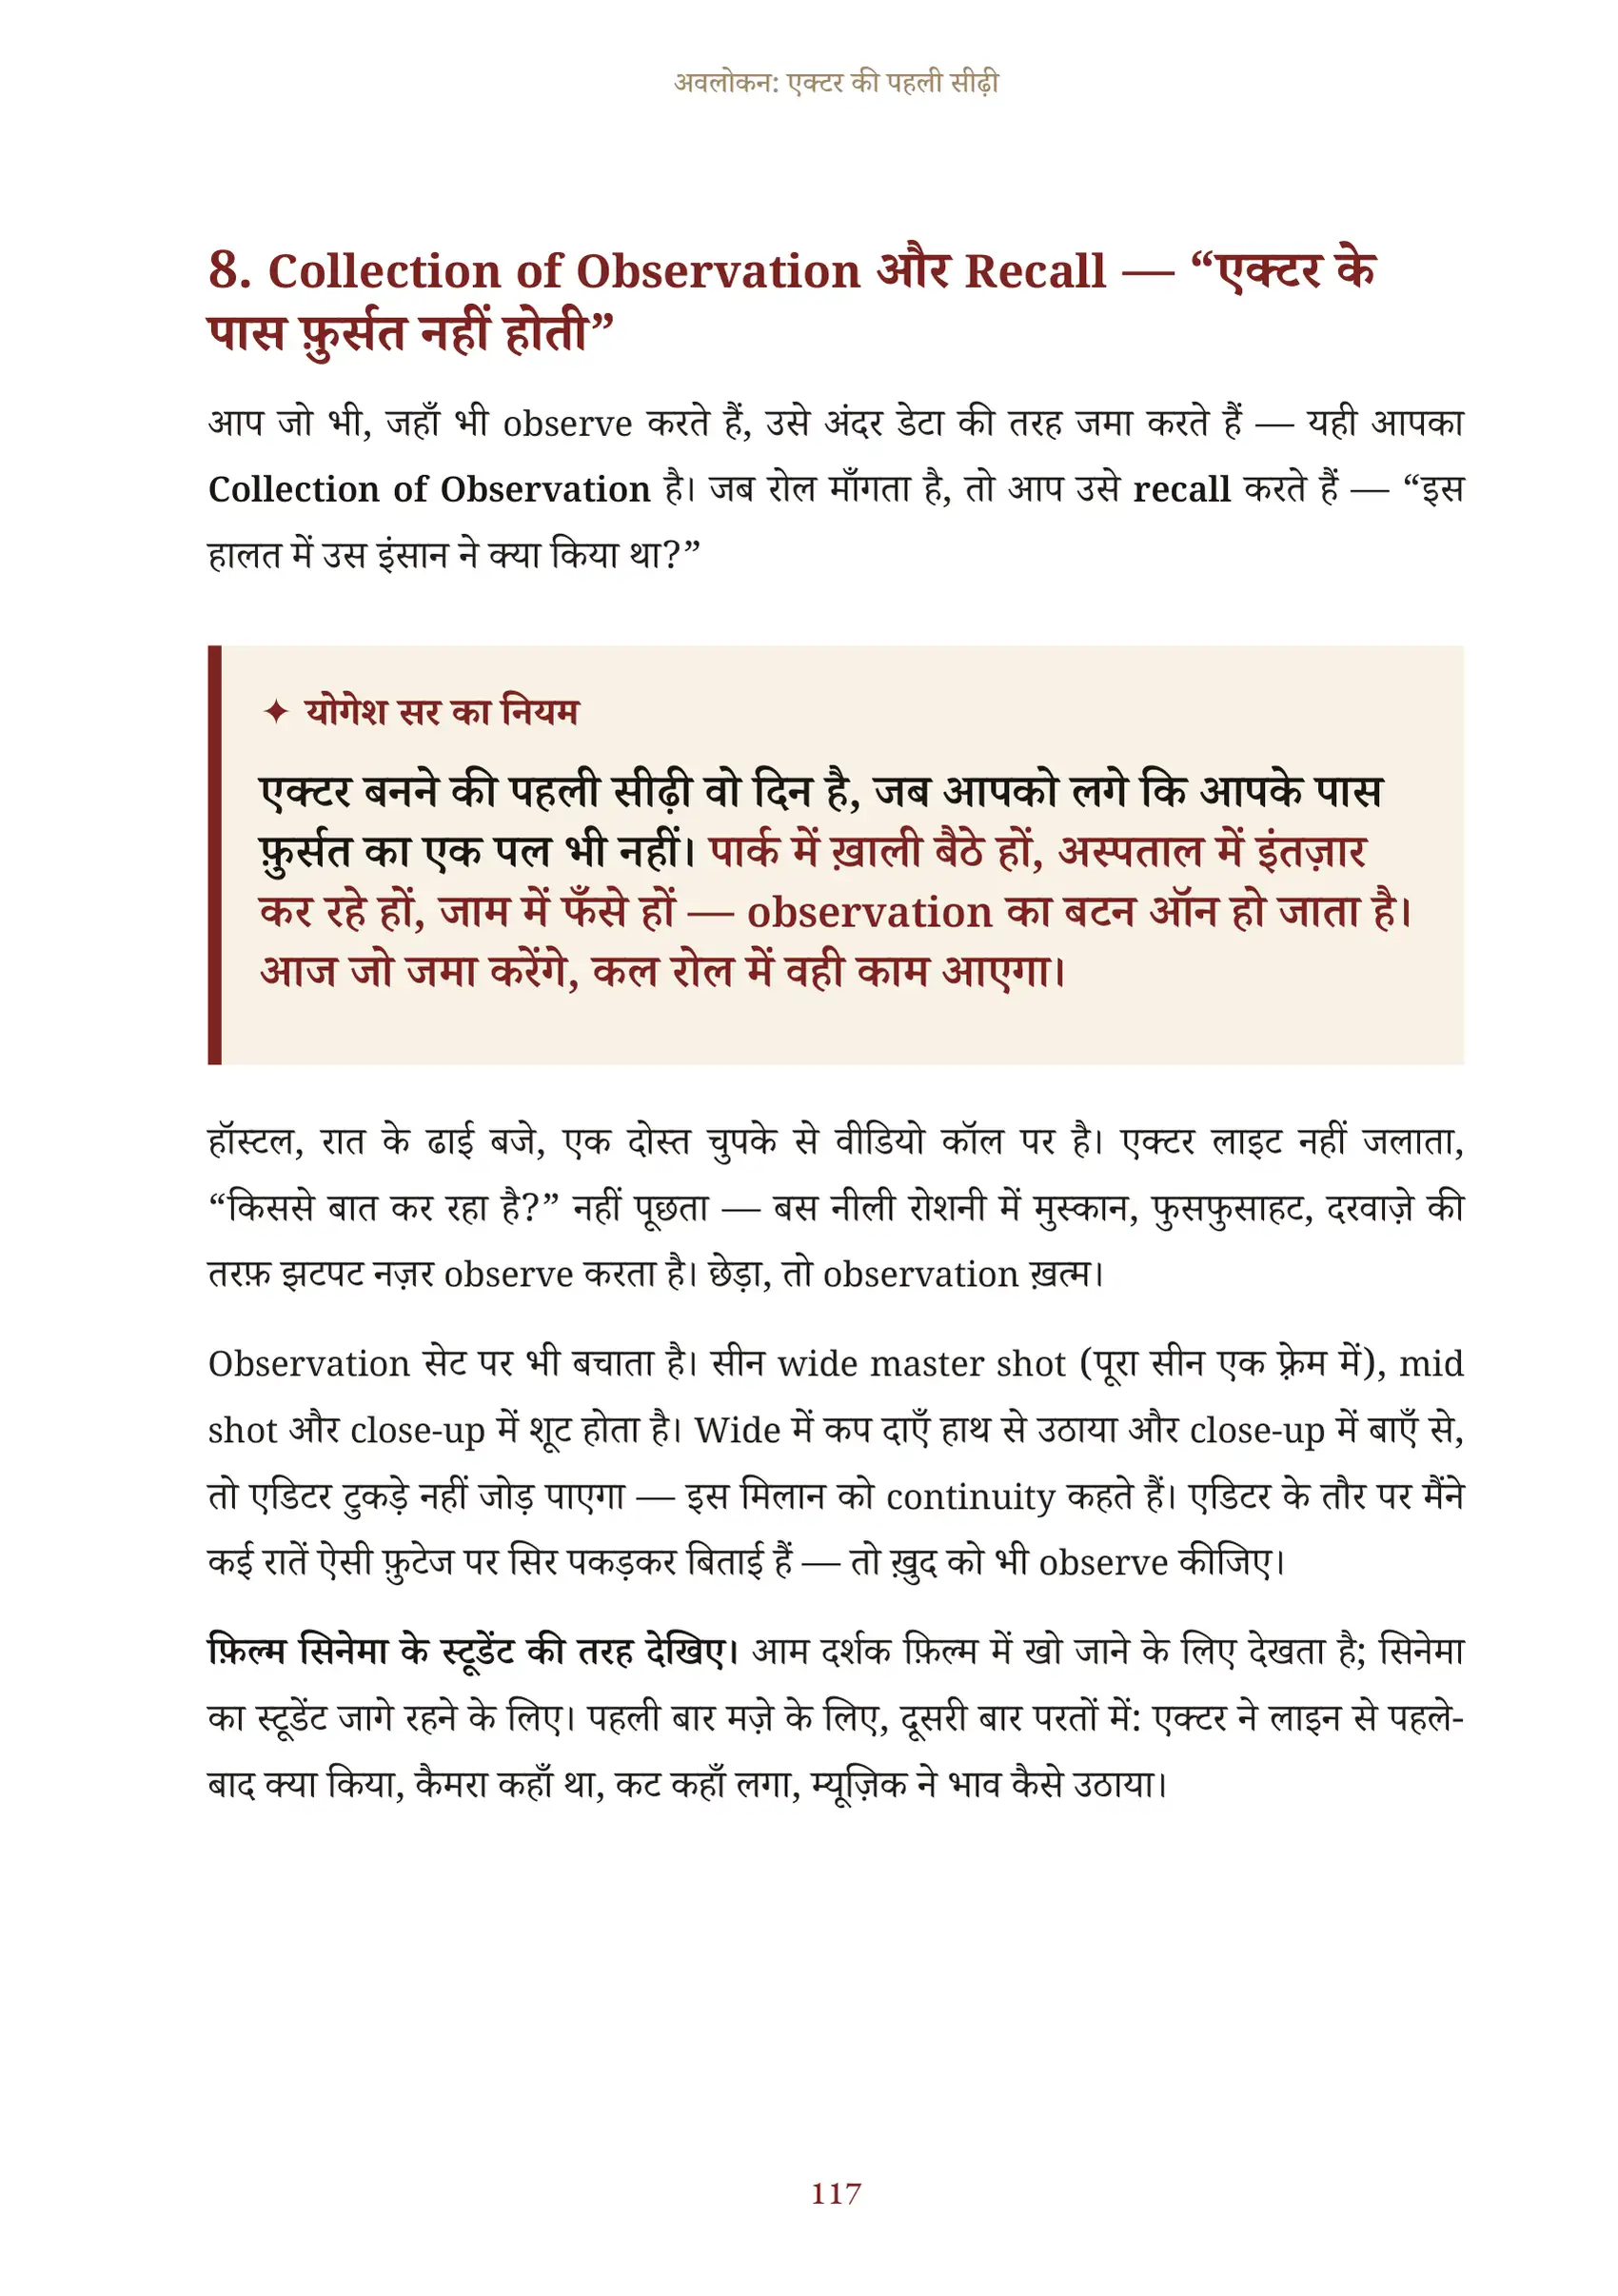 अवलोकन: एक्टर की पहली सीढ़ी
8. Collection of Observation और Recall — “एक्टर के
पास फ़ुर्सत नहीं होती”
आप जो भी, जहाँ भी observe करते हैं, उसे अंदर डेटा की तरह जमा करते हैं — यही आपका
Collection of Observation है। जब रोल माँगता है, तो आप उसे recall करते हैं — “इस
हालत में उस इंसान ने क्या किया था?”
✦ योगेश सर का नियम
एक्टर बनने की पहली सीढ़ी वो दिन है, जब आपको लगे कि आपके पास
फ़ुर्सत का एक पल भी नहीं। पार्क में ख़ाली बैठे हों, अस्पताल में इंतज़ार
कर रहे हों, जाम में फँसे हों — observation का बटन ऑन हो जाता है।
आज जो जमा करेंगे, कल रोल में वही काम आएगा।
हॉस्टल, रात के ढाई बजे, एक दोस्त चुपके से वीडियो कॉल पर है। एक्टर लाइट नहीं जलाता,
“किससे बात कर रहा है?” नहीं पूछता — बस नीली रोशनी में मुस्कान, फुसफुसाहट, दरवाज़े की
तरफ़ झटपट नज़र observe करता है। छेड़ा, तो observation ख़त्म।
Observation सेट पर भी बचाता है। सीन wide master shot (पूरा सीन एक फ़्रेम में), mid
shot और close-up में शूट होता है। Wide में कप दाएँ हाथ से उठाया और close-up में बाएँ से,
तो एडिटर टुकड़े नहीं जोड़ पाएगा — इस मिलान को continuity कहते हैं। एडिटर के तौर पर मैंने
कई रातें ऐसी फ़ुटेज पर सिर पकड़कर बिताई हैं — तो ख़ुद को भी observe कीजिए।
फ़िल्म सिनेमा के स्टूडेंट की तरह देखिए। आम दर्शक फ़िल्म में खो जाने के लिए देखता है; सिनेमा
का स्टूडेंट जागे रहने के लिए। पहली बार मज़े के लिए, दूसरी बार परतों में: एक्टर ने लाइन से पहले-
बाद क्या किया, कैमरा कहाँ था, कट कहाँ लगा, म्यूज़िक ने भाव कैसे उठाया।
117